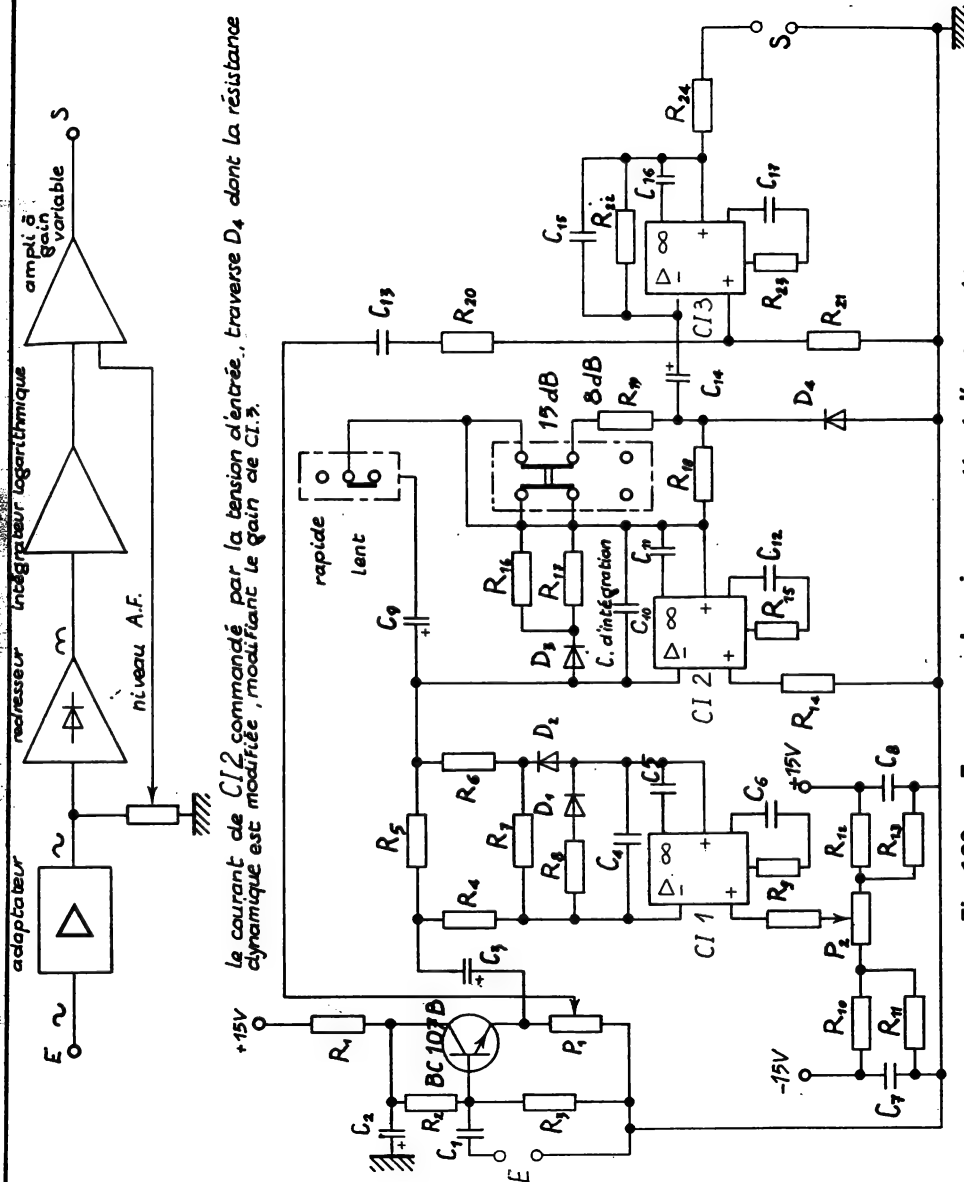 adaptateur
redresseur
intégrateur logarithmique
ampli à
gain
variable
E
~
~
S
niveau A.F.
le courant de CI2 commandé par la tension d'entrée, traverse D4 dont la résistance
dynamique est modifiée, modifiant le gain de CI.3.
+15V
R1
C2
+
R2
BC107B
C1
E
R3
P1
C3
+
R4
R5
R6
R7
R8
D1
D2
C4
C5
Δ
∞
-
+
CI 1
R9
C6
P2
R10
R11
-15V
C7
R12
R13
+15V
C8
rapide
lent
C9
+
R16
R17
D3
C. d'intégration
C10
C11
Δ
∞
-
+
CI 2
R14
R15
C12
15dB
8dB
R18
R19
C13
R20
C14
+
D4
R21
C15
R22
C16
Δ
∞
-
+
+
CI3
R23
C17
R24
S